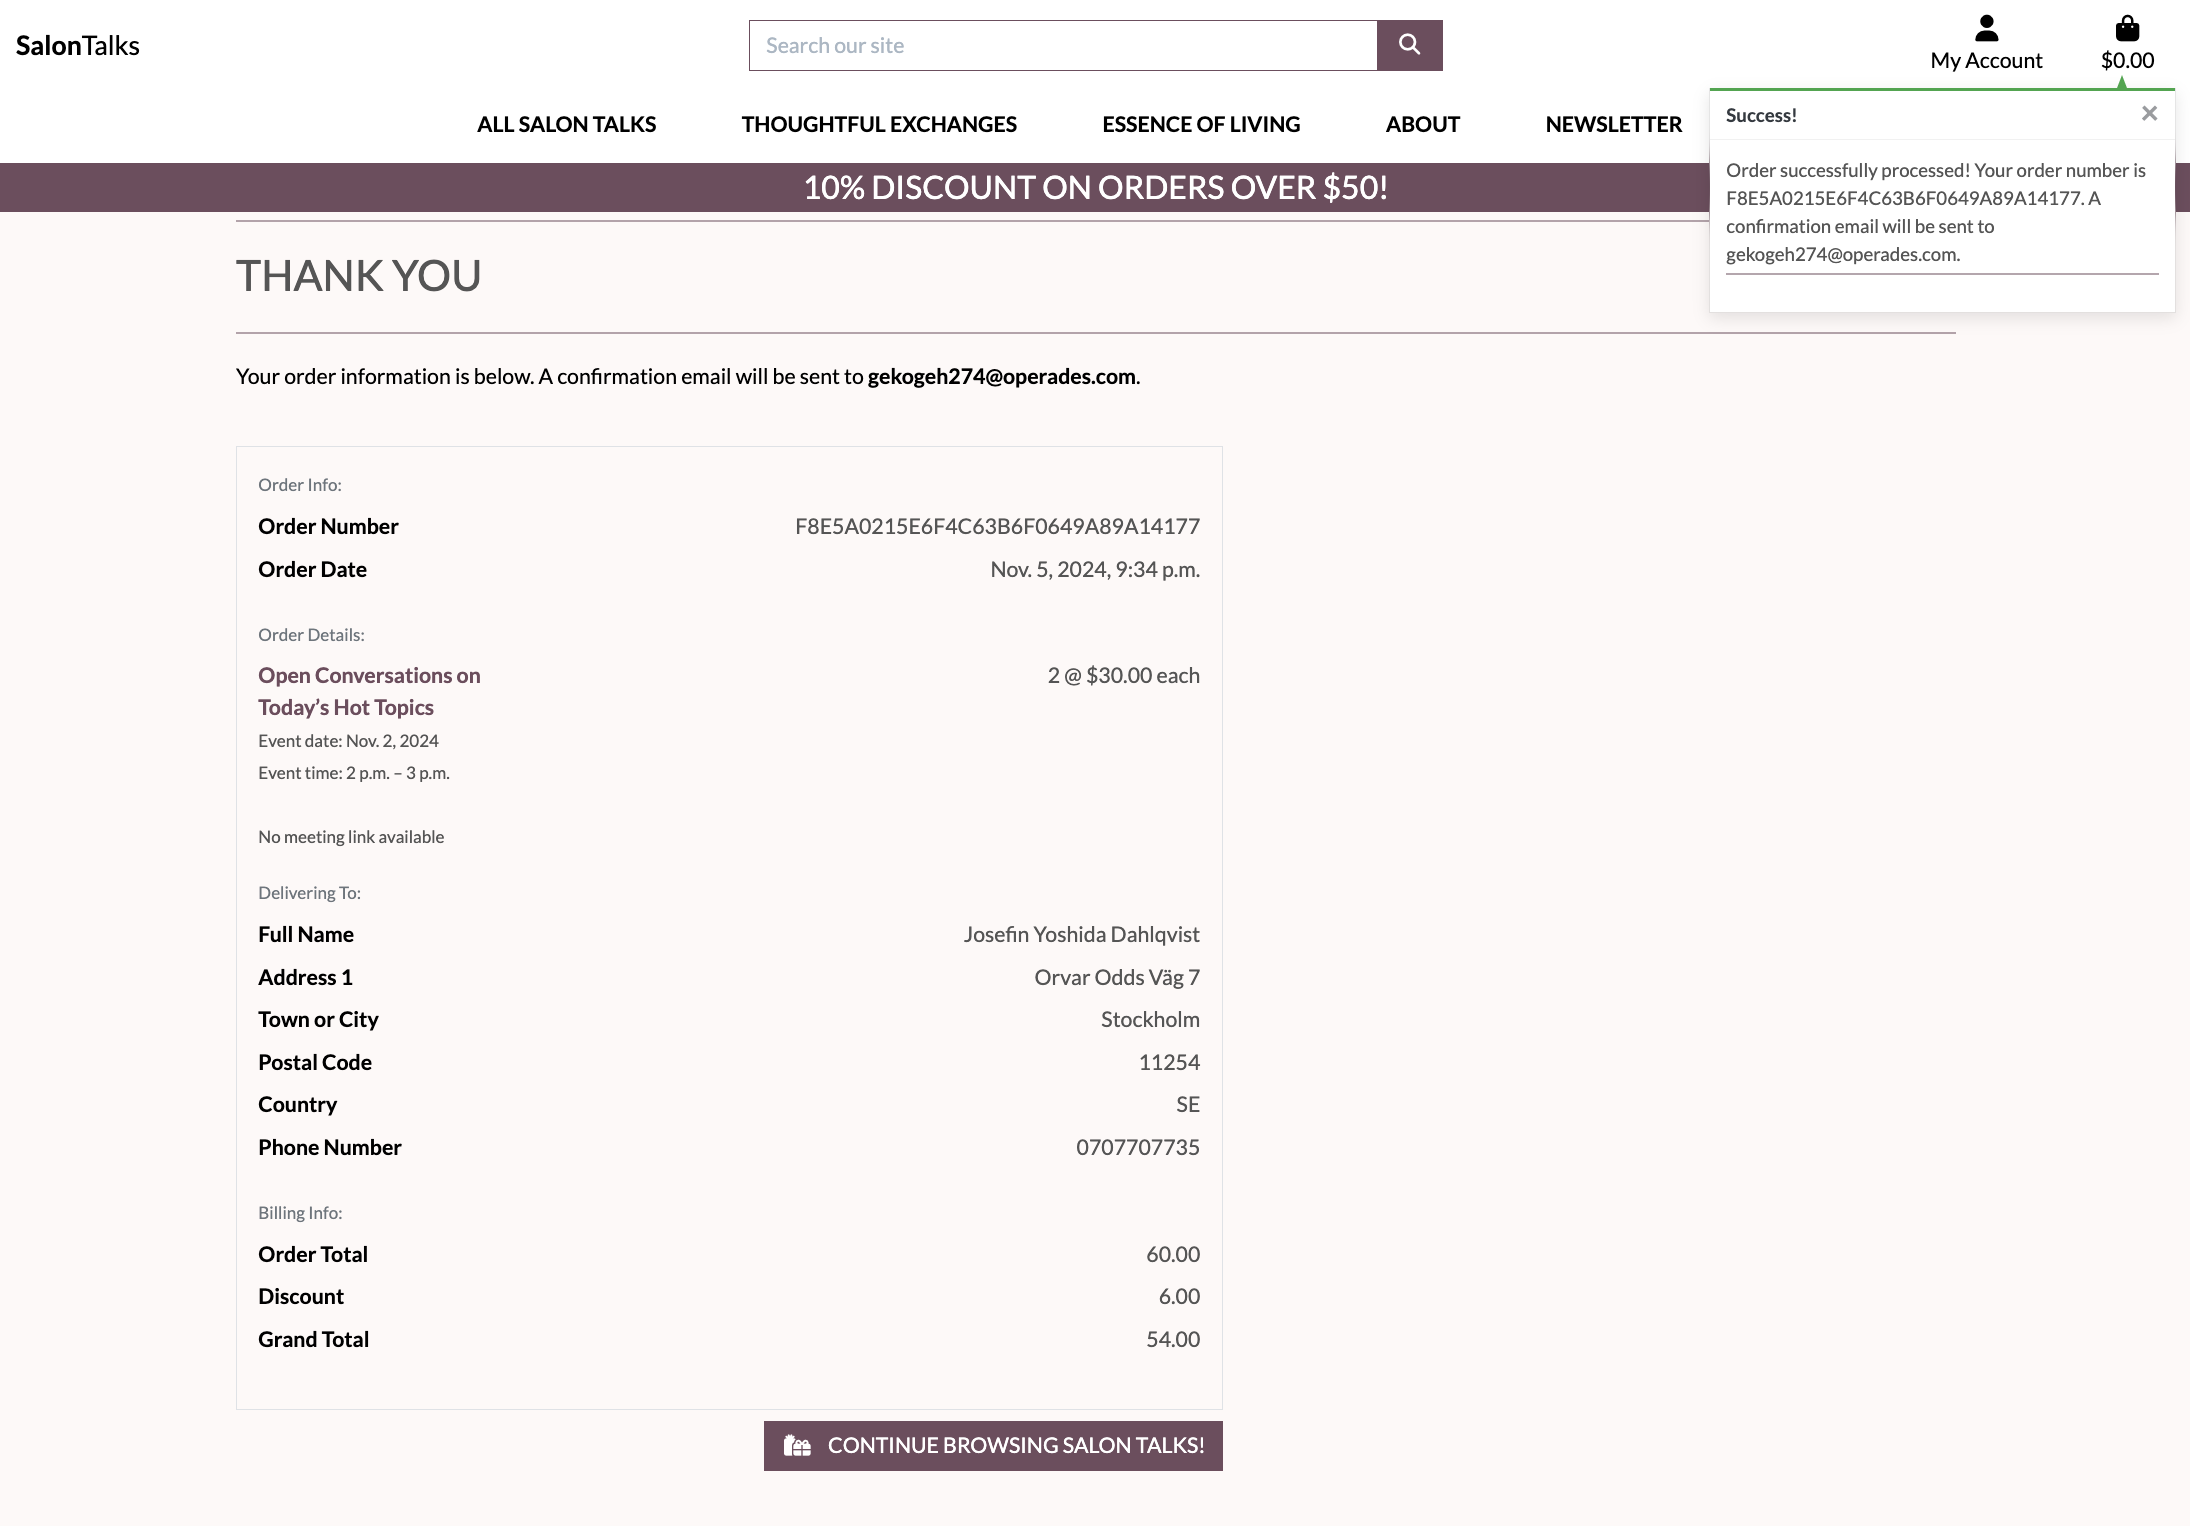 SalonTalks
Search our site
My Account
$0.00
ALL SALON TALKS
THOUGHTFUL EXCHANGES
ESSENCE OF LIVING
ABOUT
NEWSLETTER
Success!
Order successfully processed! Your order number is
F8E5A0215E6F4C63B6F0649A89A14177. A
confirmation email will be sent to
gekogeh274@operades.com.
10% DISCOUNT ON ORDERS OVER $50!
THANK YOU
Your order information is below. A confirmation email will be sent to gekogeh274@operades.com.
Order Info:
Order Number F8E5A0215E6F4C63B6F0649A89A14177
Order Date Nov. 5, 2024, 9:34 p.m.
Order Details:
Open Conversations on 2 @ $30.00 each
Today’s Hot Topics
Event date: Nov. 2, 2024
Event time: 2 p.m. – 3 p.m.
No meeting link available
Delivering To:
Full Name Josefin Yoshida Dahlqvist
Address 1 Orvar Odds Väg 7
Town or City Stockholm
Postal Code 11254
Country SE
Phone Number 0707707735
Billing Info:
Order Total 60.00
Discount 6.00
Grand Total 54.00
CONTINUE BROWSING SALON TALKS!